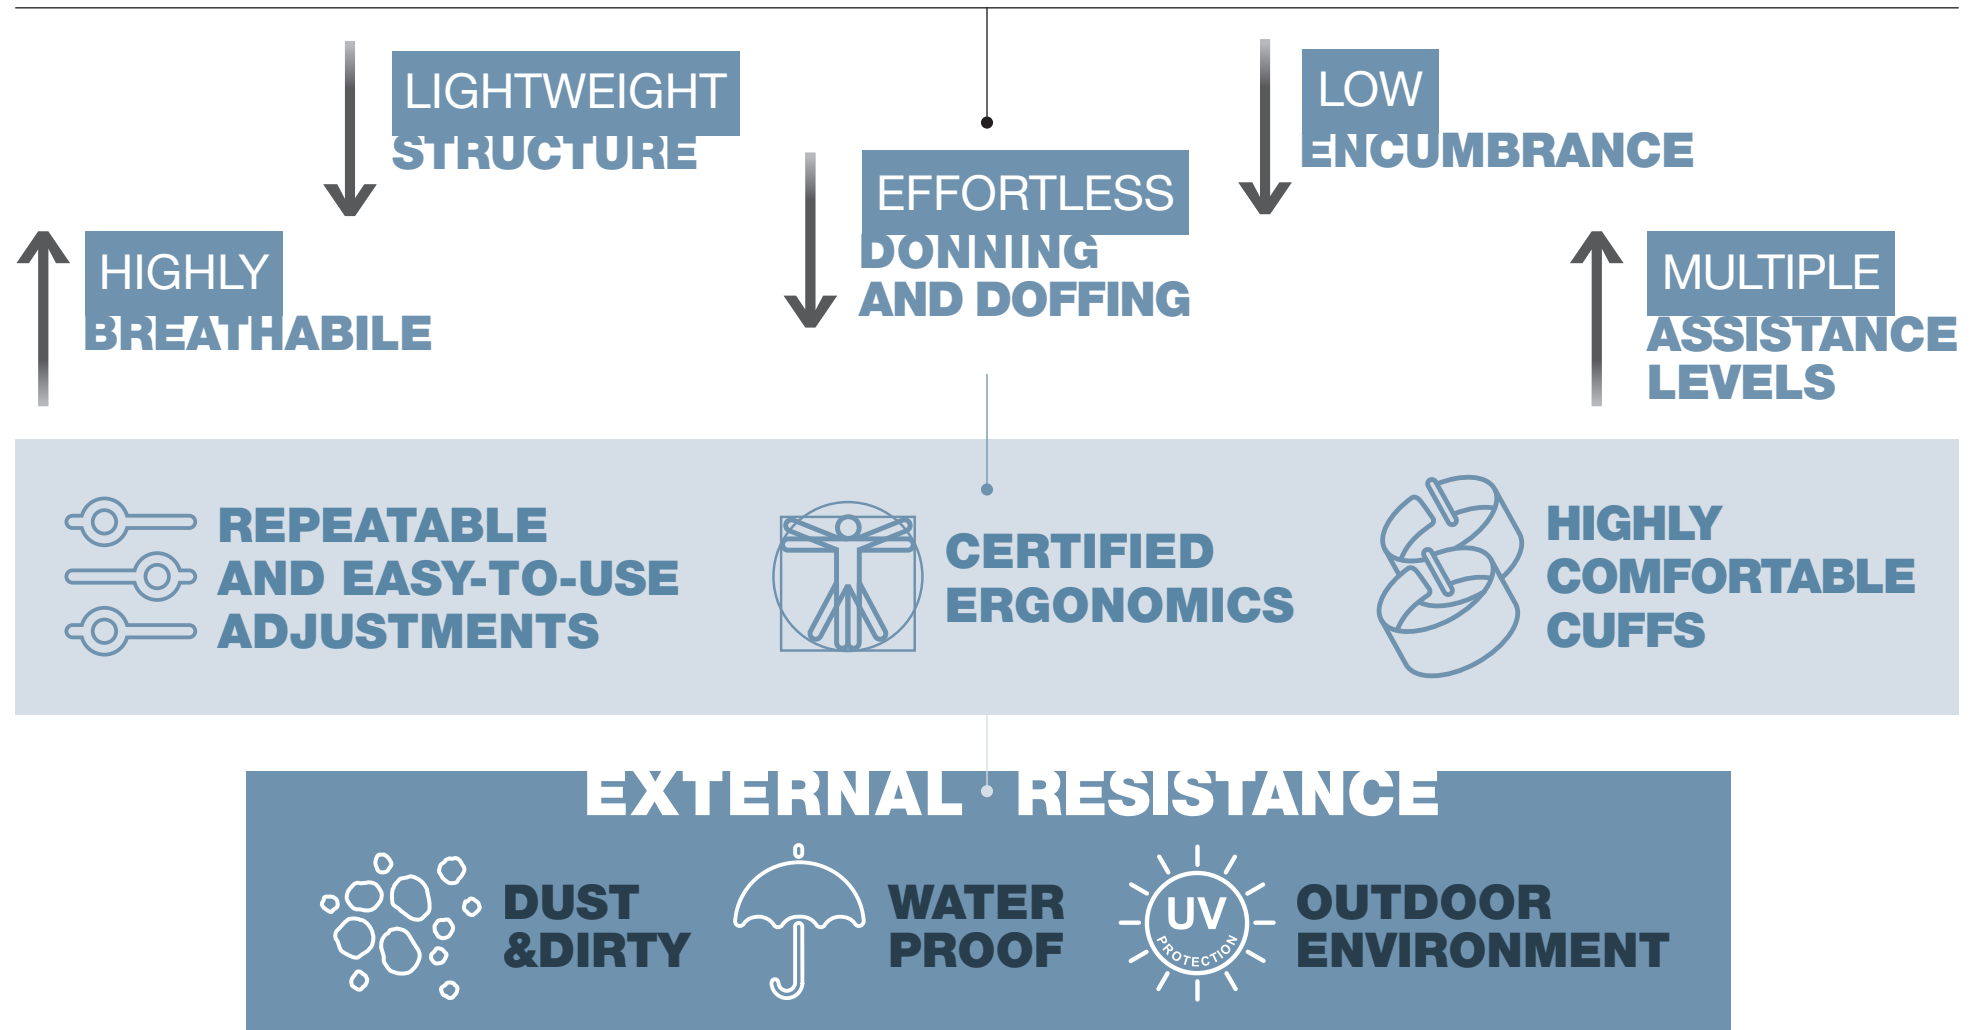 LIGHTWEIGHT
STRUCTURE
LOW
ENCUMBRANCE
EFFORTLESS
DONNING
AND DOFFING
HIGHLY
BREATHABILE
MULTIPLE
ASSISTANCE
LEVELS
REPEATABLE
AND EASY-TO-USE
ADJUSTMENTS
CERTIFIED
ERGONOMICS
HIGHLY
COMFORTABLE
CUFFS
EXTERNAL RESISTANCE
DUST
&DIRTY
WATER
PROOF
UV
PROTECTION
OUTDOOR
ENVIRONMENT